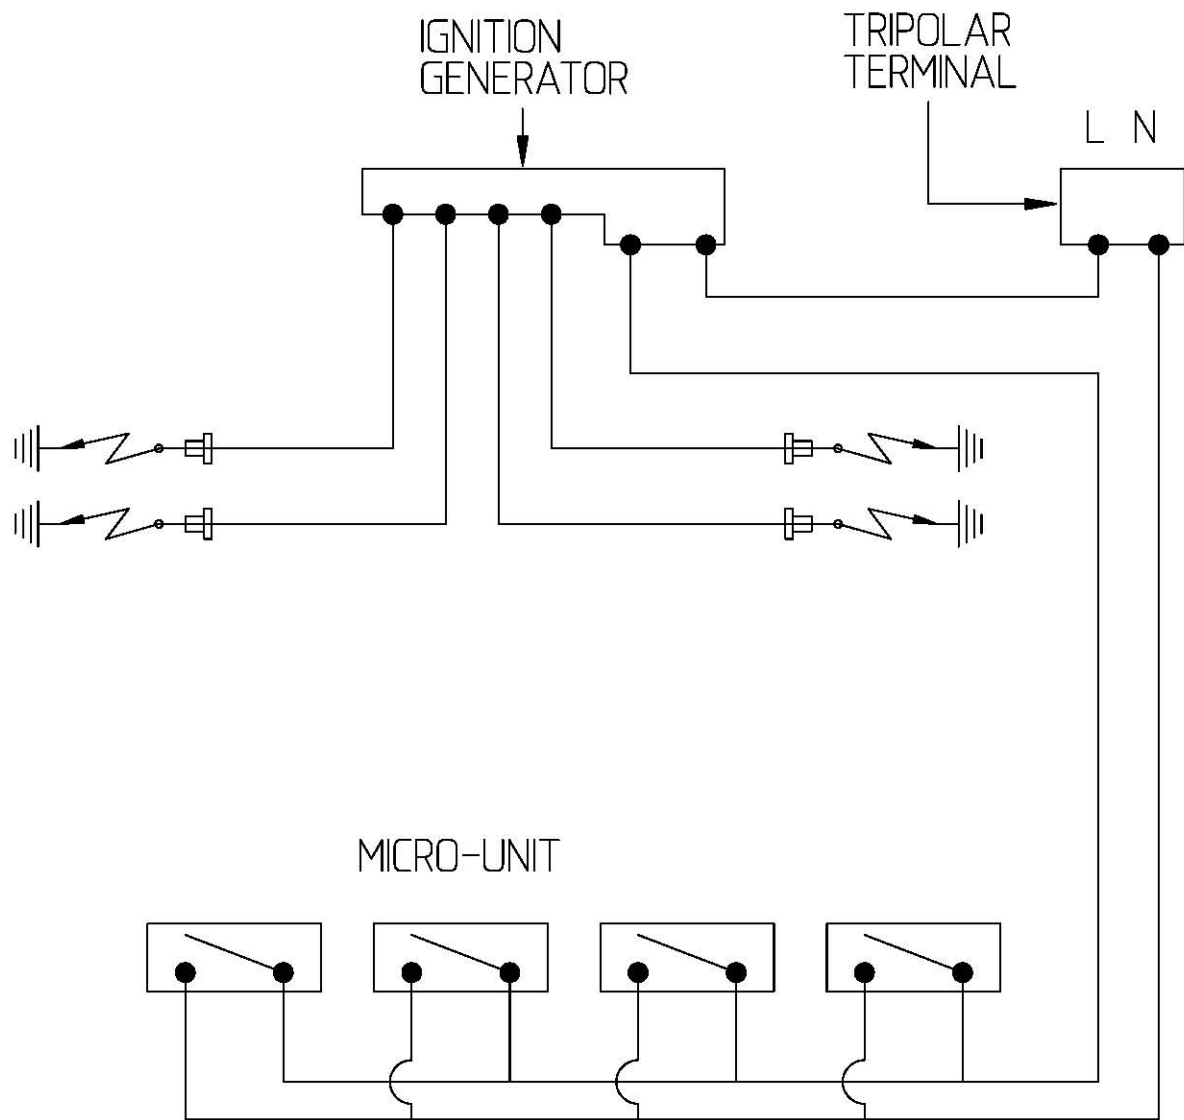 IGNITION
GENERATOR
TRIPOLAR
TERMINAL
L N
MICRO-UNIT